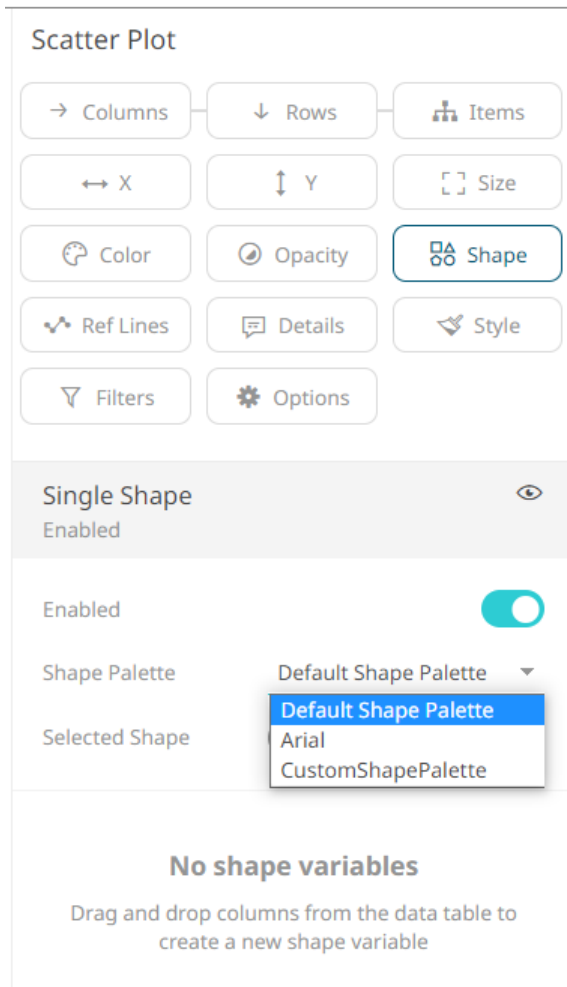 Scatter Plot
Columns Rows Items
X Y Size
Color Opacity Shape
Ref Lines Details Style
Filters Options
Single Shape
Enabled
Enabled
Shape Palette Default Shape Palette
Default Shape Palette
Selected Shape Arial
CustomShapePalette
No shape variables
Drag and drop columns from the data table to
create a new shape variable